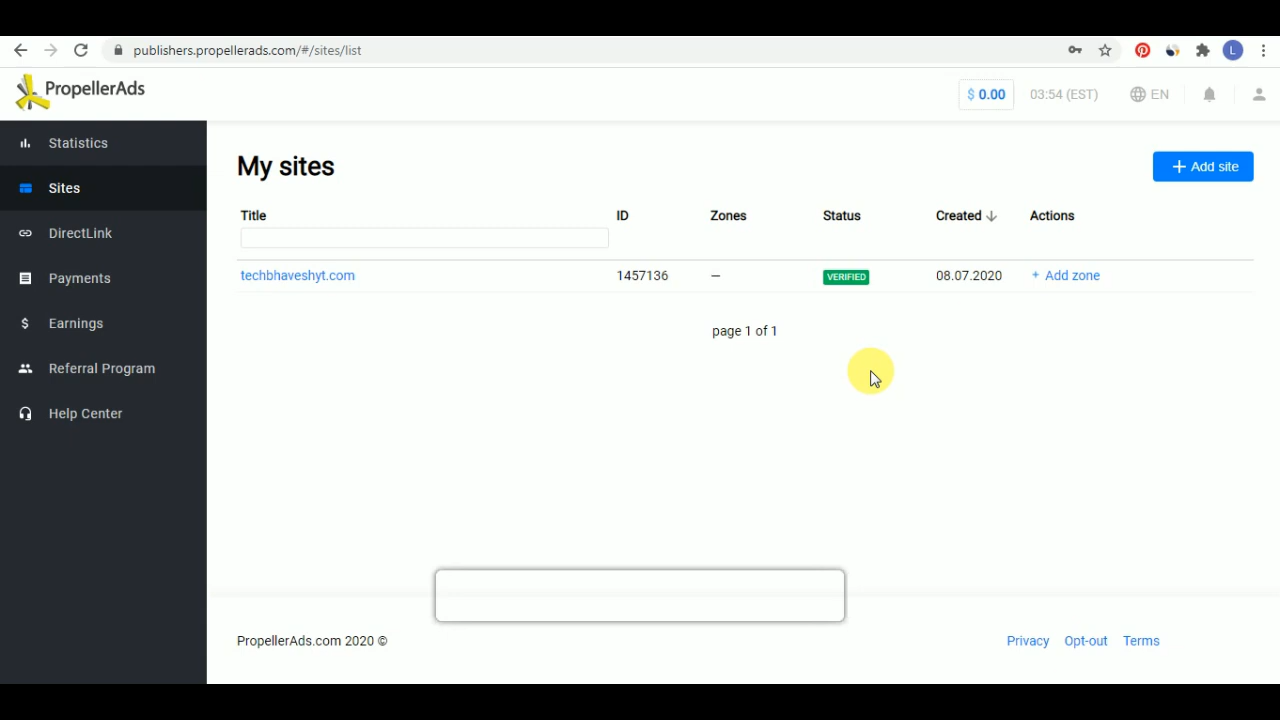 publishers.propellerads.com/#/sites/list
L
PropellerAds
$ 0.00
03:54 (EST)
EN
Statistics
Sites
DirectLink
Payments
$ Earnings
Referral Program
Help Center
My sites
+ Add site
Title ID Zones Status Created ↓ Actions
techbhaveshyt.com 1457136 — VERIFIED 08.07.2020 + Add zone
page 1 of 1
PropellerAds.com 2020 ©
Privacy Opt-out Terms